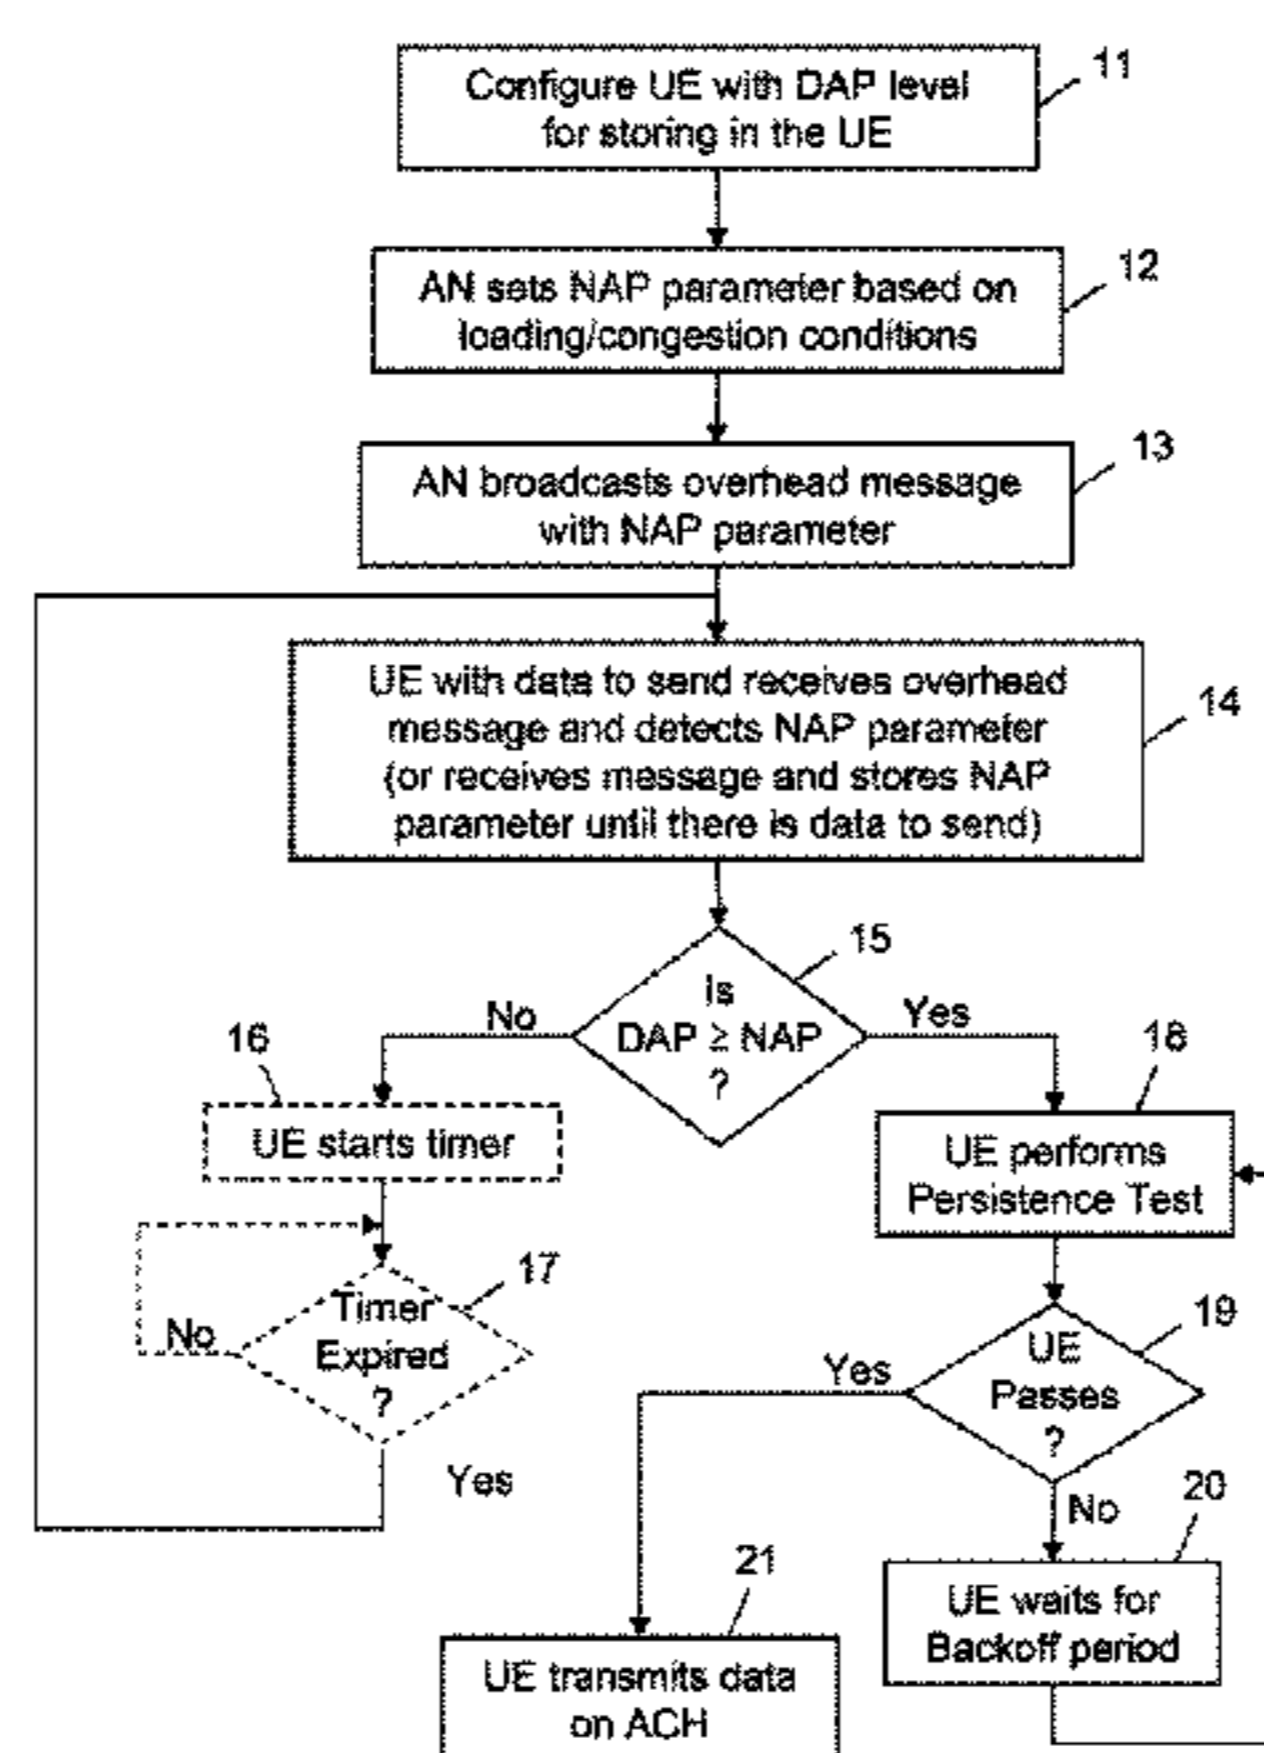 11
Configure UE with DAP level
for storing in the UE
12
AN sets NAP parameter based on
loading/congestion conditions
13
AN broadcasts overhead message
with NAP parameter
14
UE with data to send receives overhead
message and detects NAP parameter
(or receives message and stores NAP
parameter until there is data to send)
15
Is
DAP ≥ NAP
?
No
Yes
16
UE starts timer
18
UE performs
Persistence Test
17
Timer
Expired
?
No
Yes
19
UE
Passes
?
Yes
No
20
UE waits for
Backoff period
21
UE transmits data
on ACH